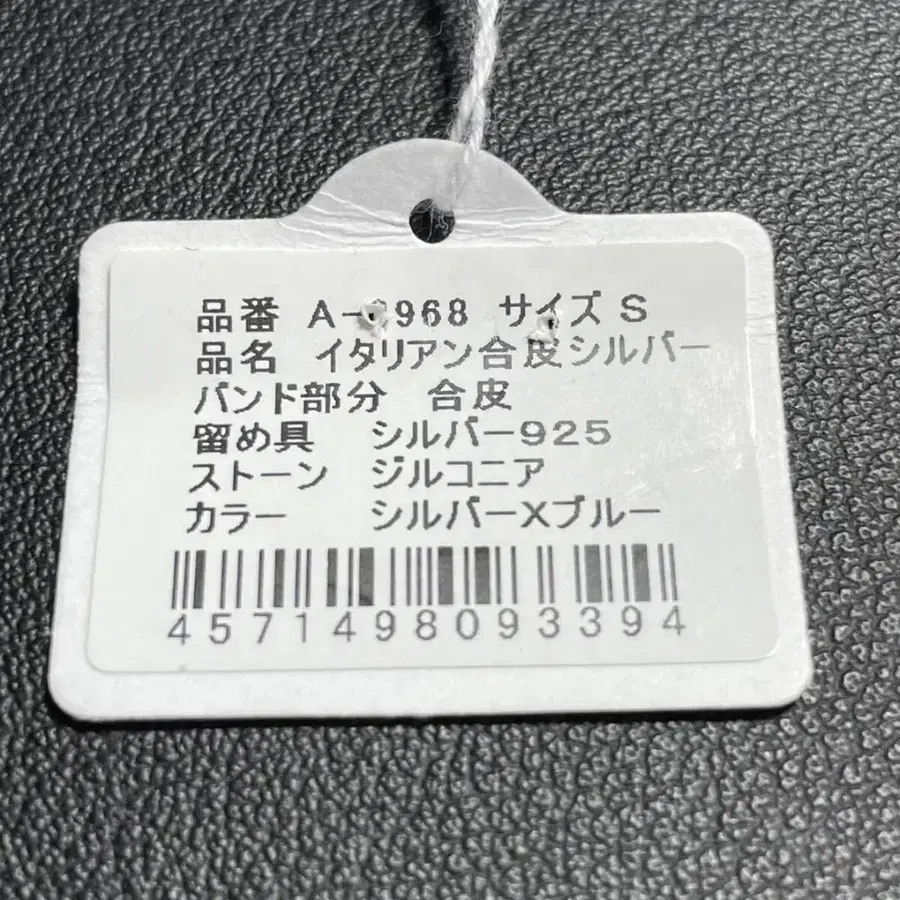 品番 A-968 サイズ S
品名 イタリアン合皮シルバー
バンド部分 合皮
留め具 シルバー925
ストーン ジルコニア
カラー シルバーXブルー
4571498093394